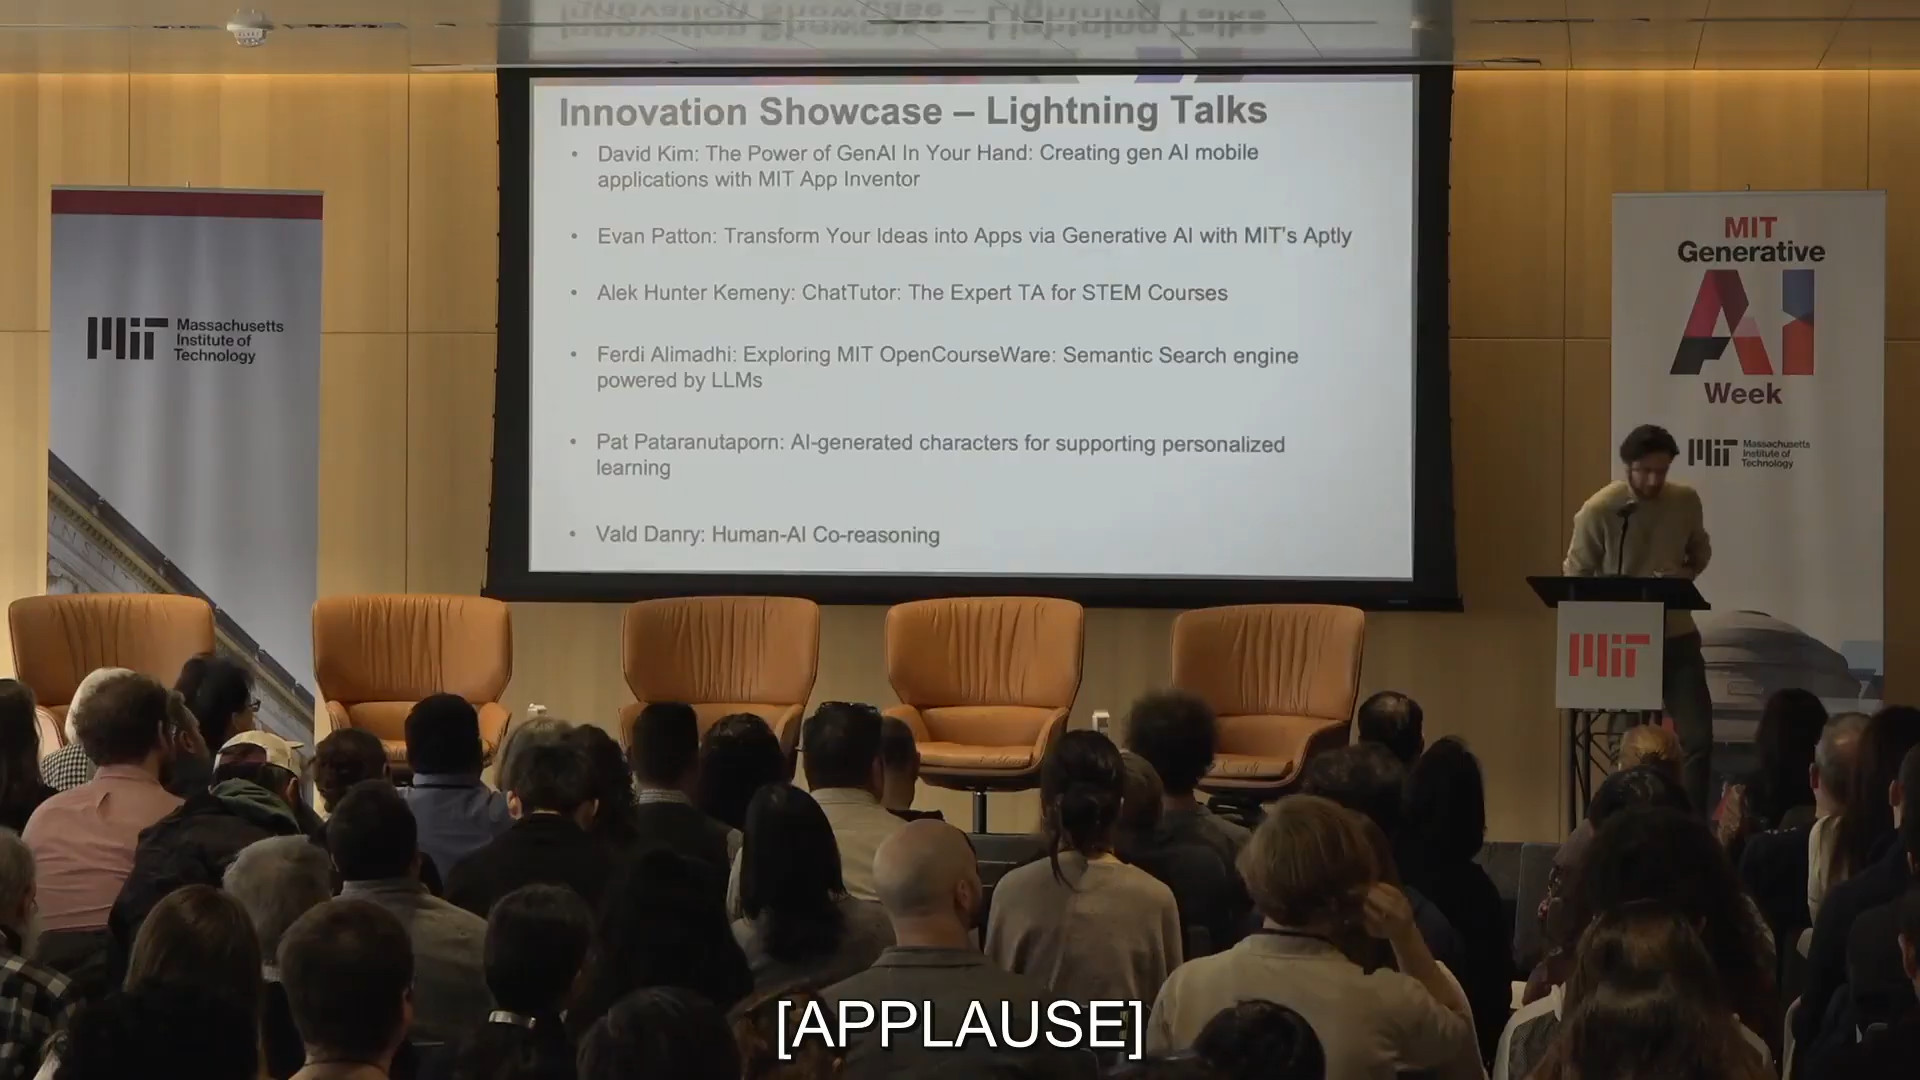 Innovation Showcase – Lightning Talks
• David Kim: The Power of GenAI In Your Hand: Creating gen AI mobile
applications with MIT App Inventor
• Evan Patton: Transform Your Ideas into Apps via Generative AI with MIT's Aptly
• Alek Hunter Kemeny: ChatTutor: The Expert TA for STEM Courses
• Ferdi Alimadhi: Exploring MIT OpenCourseWare: Semantic Search engine
powered by LLMs
• Pat Pataranutaporn: AI-generated characters for supporting personalized
learning
• Vald Danry: Human-AI Co-reasoning
MIT
Massachusetts
Institute of
Technology
MIT
Generative
AI
Week
MIT
Massachusetts
Institute of
Technology
MIT
[APPLAUSE]